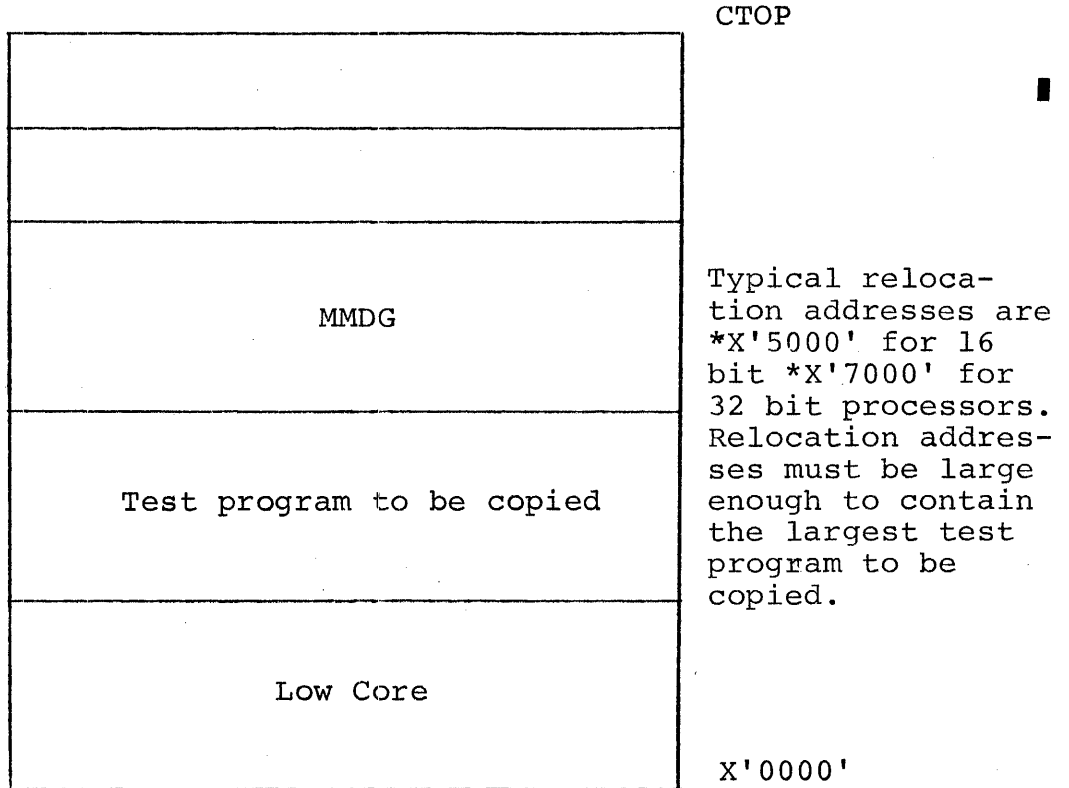 CTOP
MMDG
Typical reloca-
tion addresses are
*X'5000' for 16
bit *X'7000' for
32 bit processors.
Relocation addres-
ses must be large
enough to contain
the largest test
program to be
copied.
Test program to be copied
Low Core
X'0000'